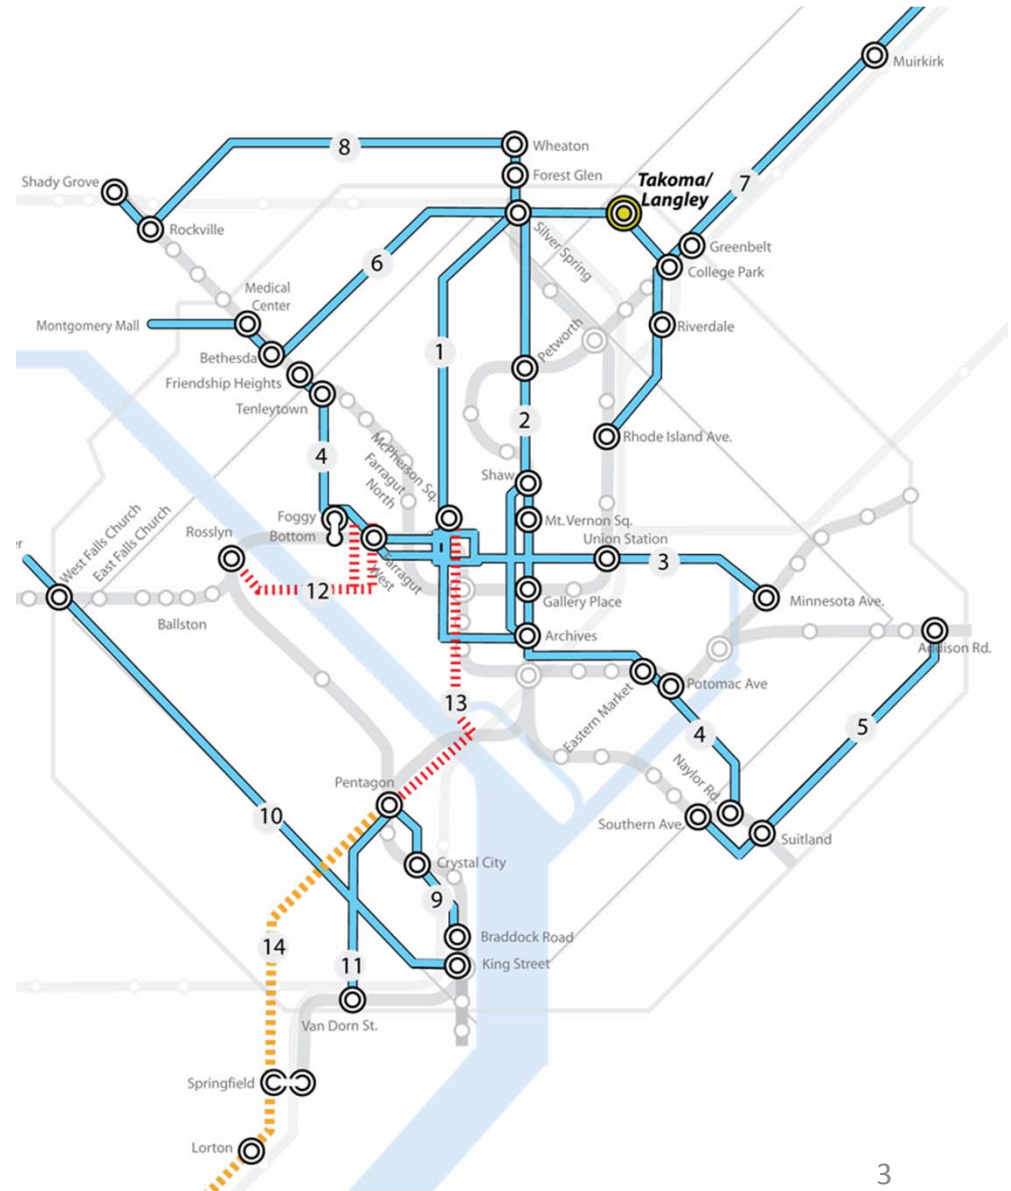 Muirkirk
8
Wheaton
Forest Glen
Shady Grove
Takoma/
Langley
7
Rockville
Silver Spring
Greenbelt
6
College Park
Medical
Center
Montgomery Mall
Riverdale
Bethesda
1
Petworth
Friendship Heights
Tenleytown
2
4
McPherson Sq.
Farragut
North
Rhode Island Ave.
Shaw
Foggy
Bottom
Mt. Vernon Sq.
Rosslyn
Union Station
West Falls Church
East Falls Church
er
Farragut
West
3
12
Gallery Place
Minnesota Ave.
Ballston
Archives
Addison Rd.
Potomac Ave
Eastern Market
13
4
5
Naylor Rd.
Pentagon
10
Southern Ave.
Suitland
Crystal City
9
14
Braddock Road
11
King Street
Van Dorn St.
Springfield
Lorton
3